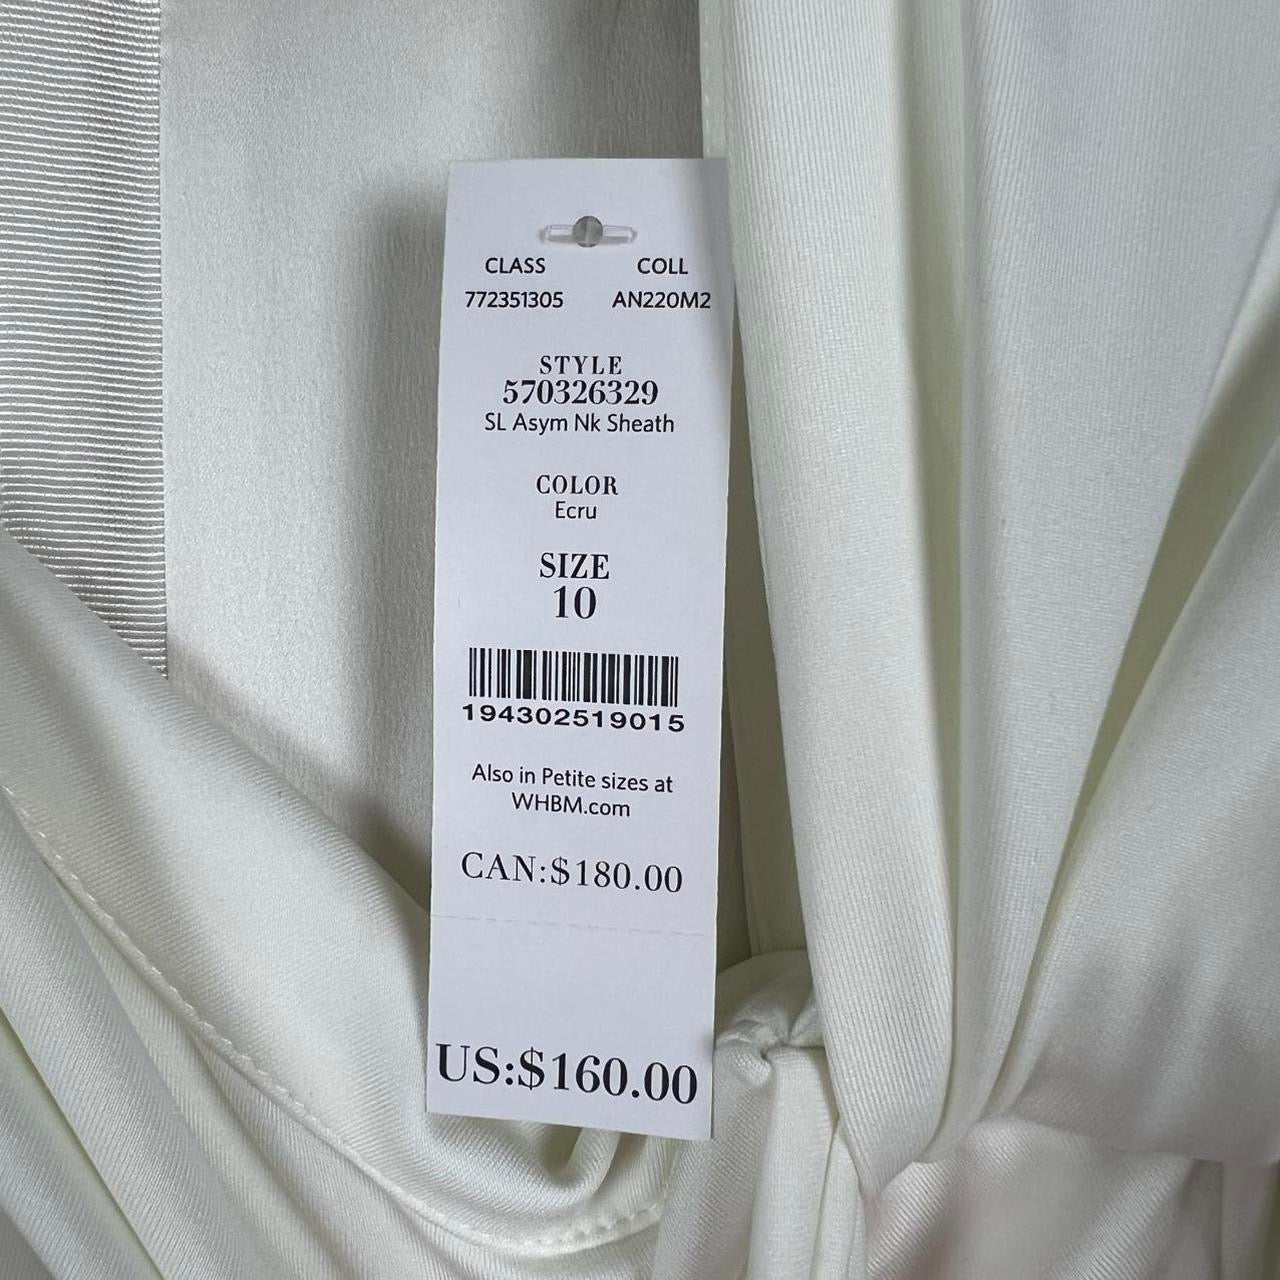 CLASS COLL
772351305 AN220M2
STYLE
570326329
SL Asym Nk Sheath
COLOR
Ecru
SIZE
10
194302519015
Also in Petite sizes at
WHBM.com
CAN:$180.00
US:$160.00